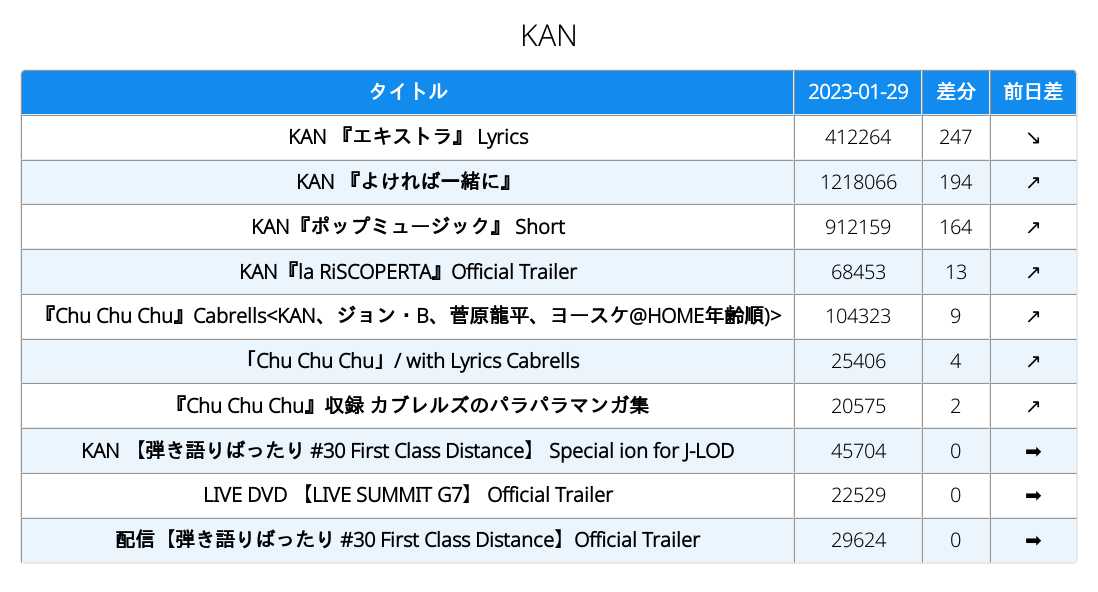 KAN
タイトル 2023-01-29 差分 前日差
KAN 『エキストラ』 Lyrics 412264 247 ↘
KAN 『よければ一緒に』 1218066 194 ↗
KAN『ポップミュージック』 Short 912159 164 ↗
KAN『la RiSCOPERTA』Official Trailer 68453 13 ↗
『Chu Chu Chu』Cabrells<KAN、ジョン・B、菅原龍平、ヨースケ@HOME年齢順)> 104323 9 ↗
「Chu Chu Chu」/ with Lyrics Cabrells 25406 4 ↗
『Chu Chu Chu』収録 カブレルズのパラパラマンガ集 20575 2 ↗
KAN 【弾き語りばったり #30 First Class Distance】 Special ion for J-LOD 45704 0 ➡
LIVE DVD 【LIVE SUMMIT G7】 Official Trailer 22529 0 ➡
配信【弾き語りばったり #30 First Class Distance】Official Trailer 29624 0 ➡